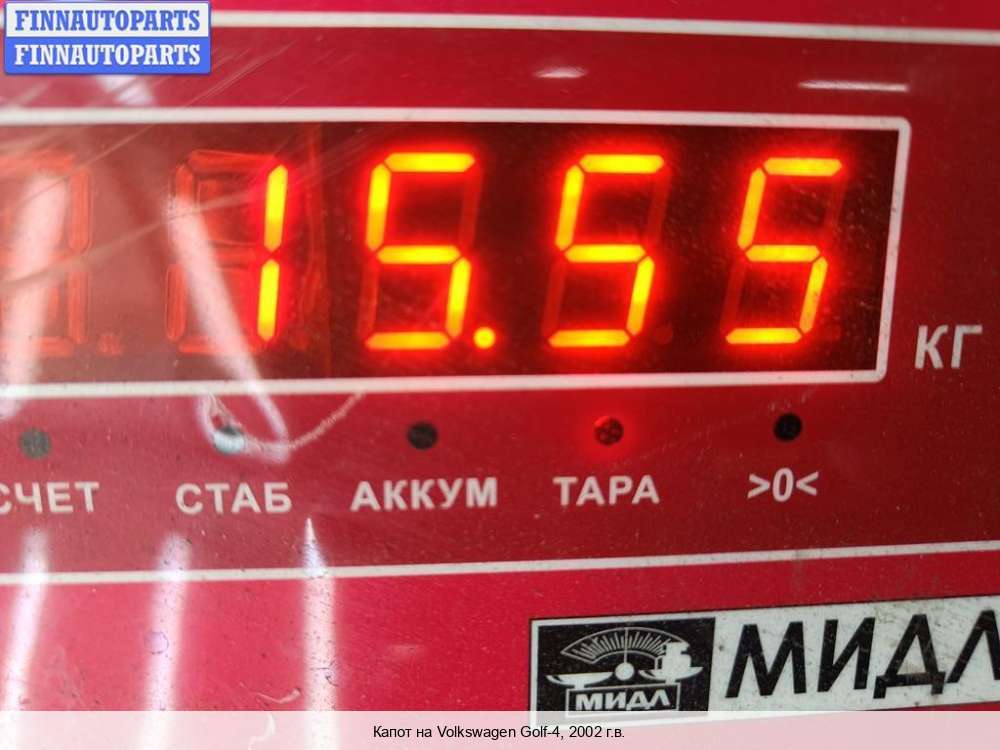 FINNAUTOPARTS
FINNAUTOPARTS
15.55
КГ
СЧЕТ СТАБ АККУМ ТАРА >0<
МИДЛ
МИДЛ
Капот на Volkswagen Golf-4, 2002 г.в.